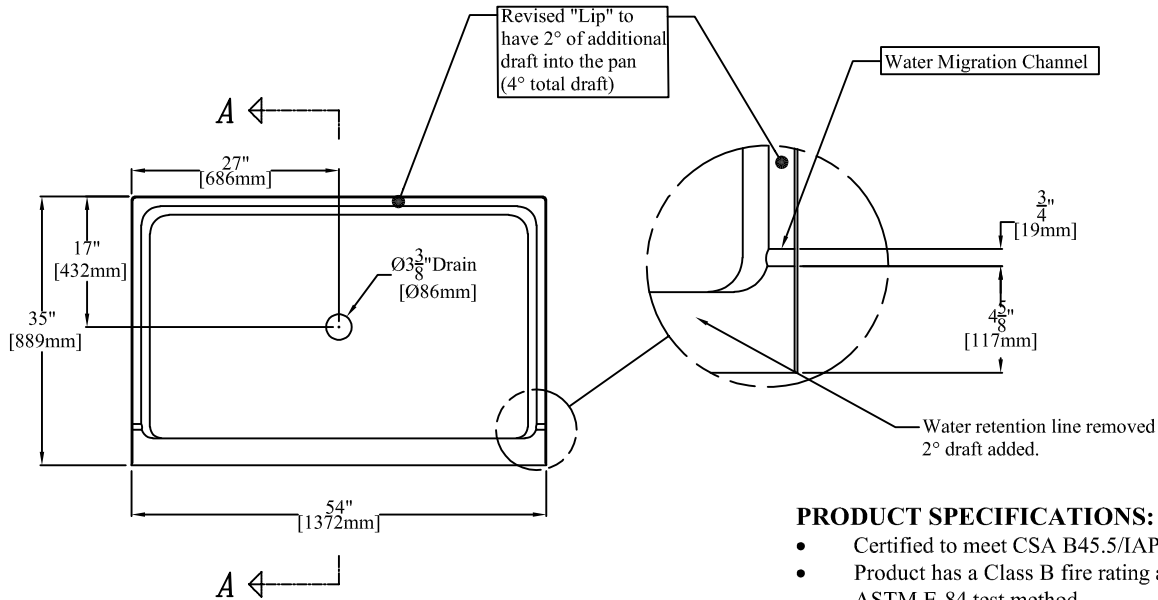 Revised "Lip" to
have 2° of additional
draft into the pan
(4° total draft)
Water Migration Channel
A
27"
[686mm]
3/4"
[19mm]
17"
[432mm]
Ø3 3/8" Drain
[Ø86mm]
35"
[889mm]
4 5/8"
[117mm]
Water retention line removed
2° draft added.
54"
[1372mm]
A
PRODUCT SPECIFICATIONS:
• Certified to meet CSA B45.5/IAP
• Product has a Class B fire rating a
ASTM E-84 test method